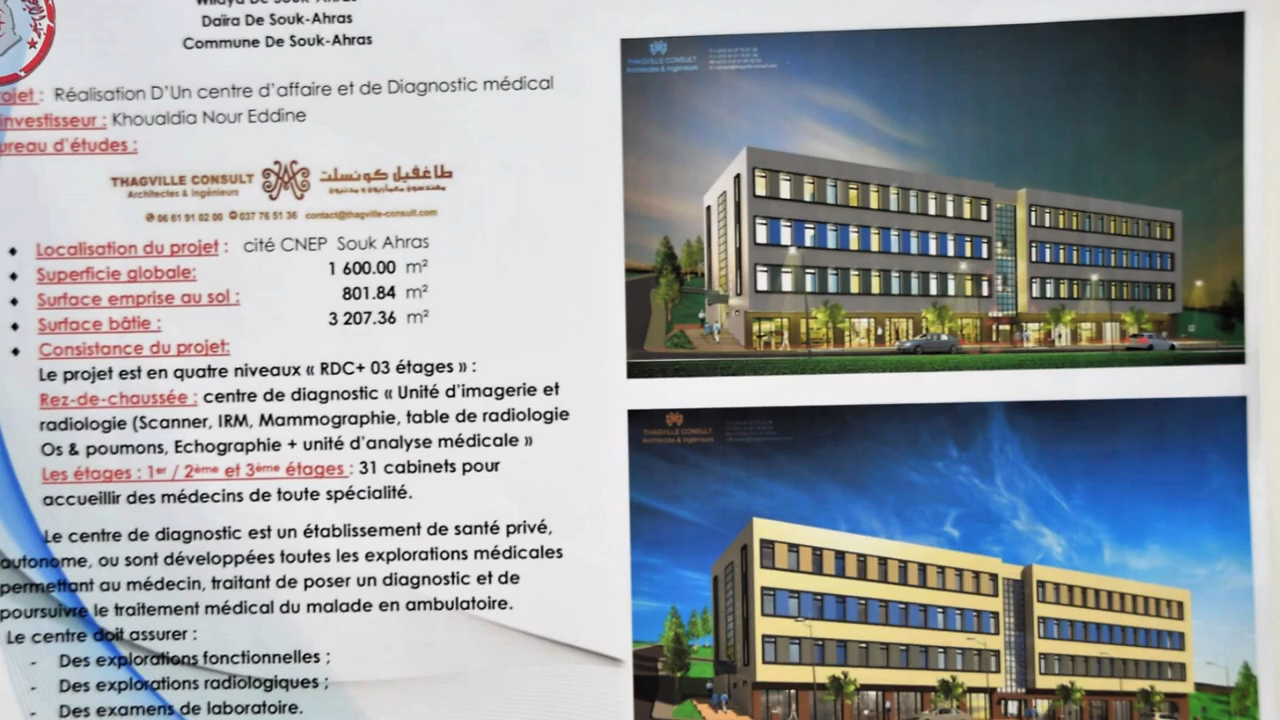 Wilaya De Souk-Ahras
Daïra De Souk-Ahras
Commune De Souk-Ahras
ojet : Réalisation D'Un centre d'affaire et de Diagnostic médical
investisseur : Khoualdia Nour Eddine
ureau d'études :
THAGVILLE CONSULT
Architectes & Ingénieurs
طاغفيل كونسلت
مهندسون معماريون و مدنيون
06 61 91 02 00 037 76 51 36 contact@thagville-consult.com
♦ Localisation du projet : cité CNEP Souk Ahras
♦ Superficie globale: 1 600.00 m²
♦ Surface emprise au sol : 801.84 m²
♦ Surface bâtie : 3 207.36 m²
♦ Consistance du projet:
Le projet est en quatre niveaux « RDC+ 03 étages » :
Rez-de-chaussée : centre de diagnostic « Unité d'imagerie et
radiologie (Scanner, IRM, Mammographie, table de radiologie
Os & poumons, Echographie + unité d'analyse médicale »
Les étages : 1er / 2ème et 3ème étages : 31 cabinets pour
accueillir des médecins de toute spécialité.
Le centre de diagnostic est un établissement de santé privé,
autonome, ou sont développées toutes les explorations médicales
permettant au médecin, traitant de poser un diagnostic et de
poursuivre le traitement médical du malade en ambulatoire.
Le centre doit assurer :
- Des explorations fonctionnelles ;
- Des explorations radiologiques ;
- Des examens de laboratoire.
THAGVILLE CONSULT
Architectes & Ingénieurs
THAGVILLE CONSULT
Architectes & Ingénieurs